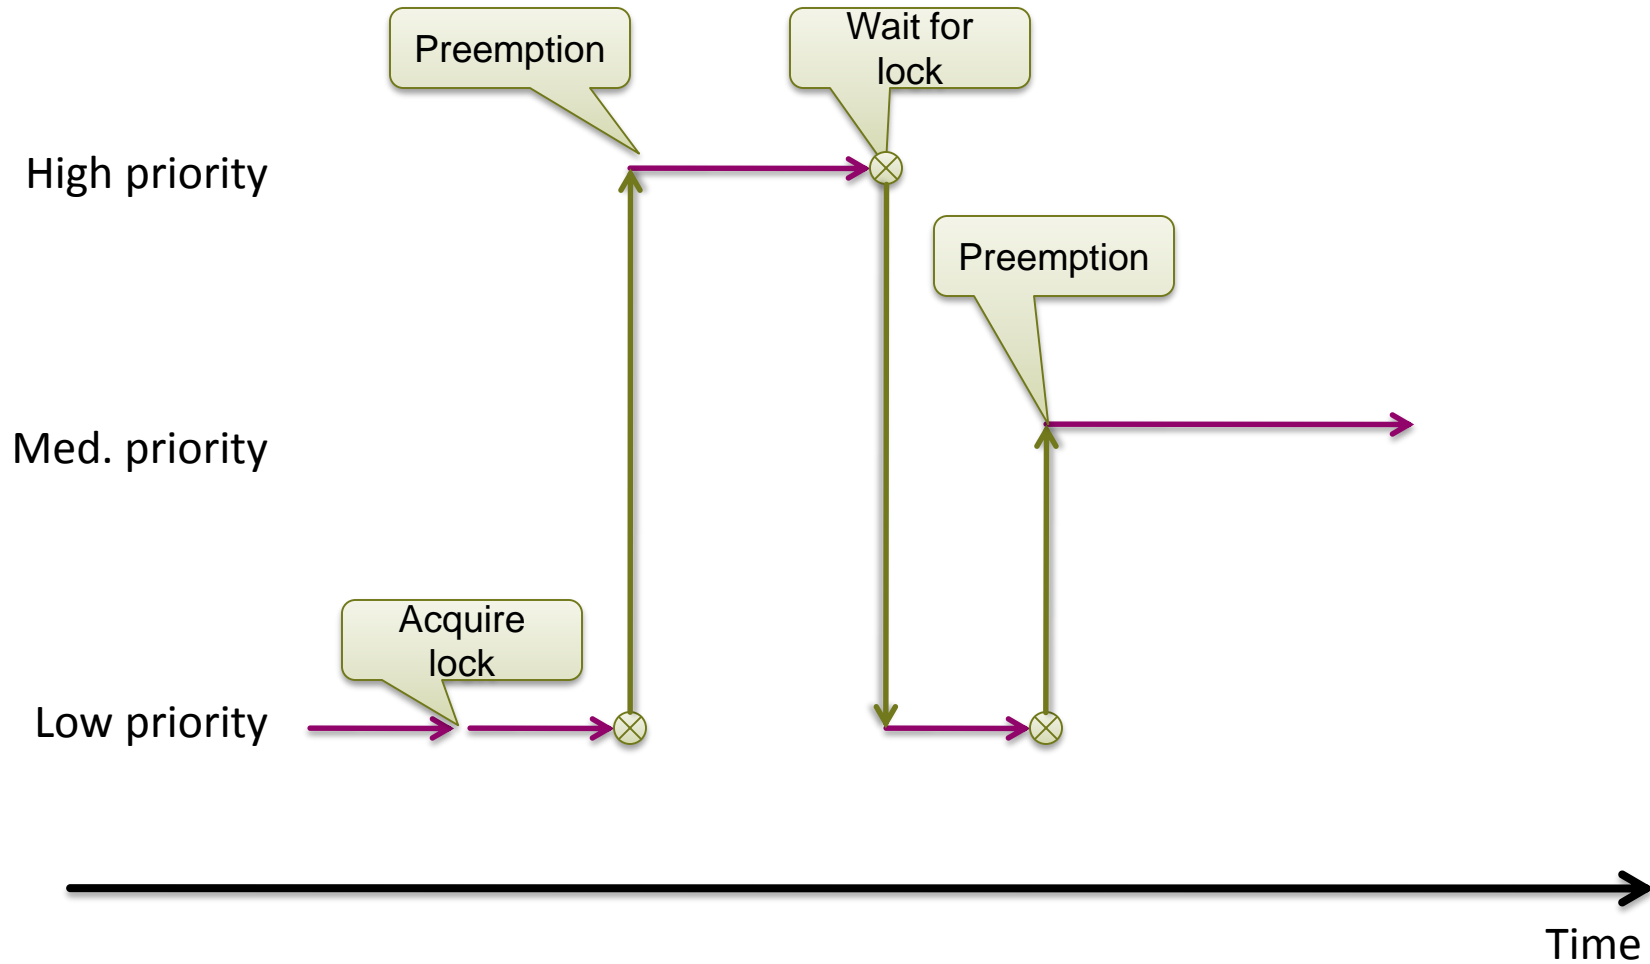 Preemption
Wait for
lock
High priority
Preemption
Med. priority
Acquire
lock
Low priority
Time